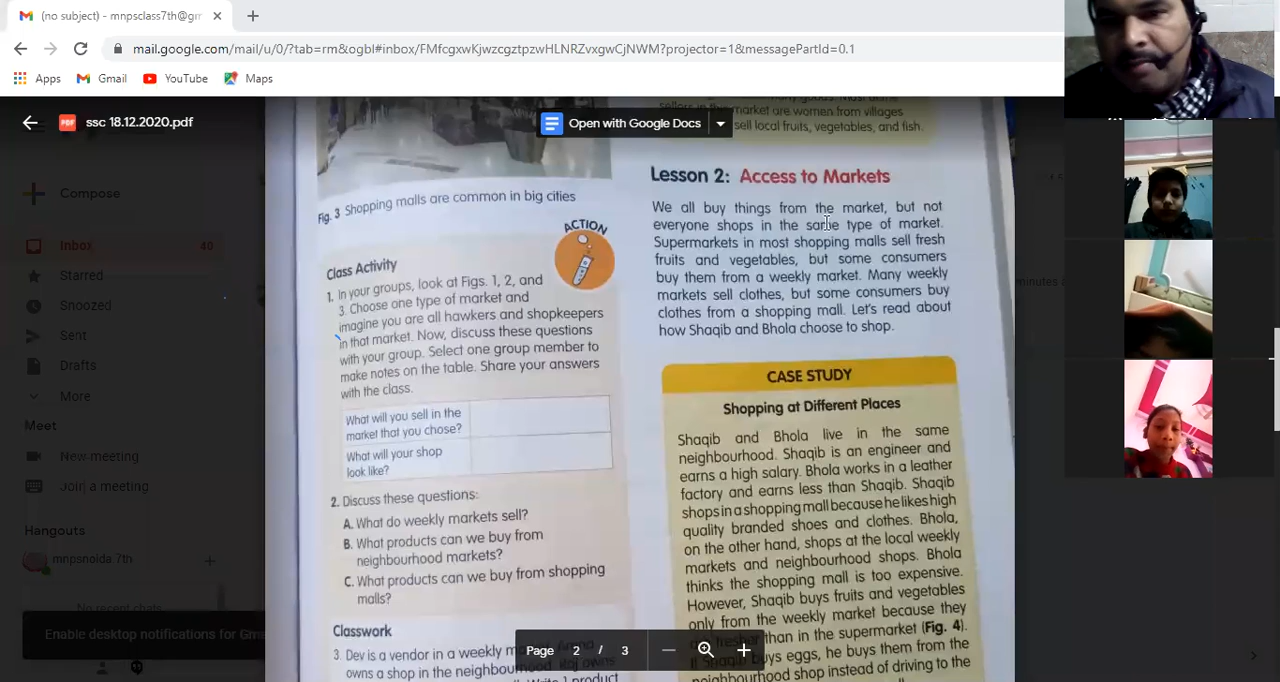 (no subject) - mnpsclass7th@gm
mail.google.com/mail/u/0/?tab=rm&ogbl#inbox/FMfcgxwKjwzcgztpzwHLNRZvxgwCjNWM?projector=1&messagePartId=0.1
Apps
Gmail
YouTube
Maps
ssc 18.12.2020.pdf
Open with Google Docs
Compose
Inbox
40
Starred
Snoozed
Sent
Drafts
More
Meet
New meeting
Join a meeting
Hangouts
mnpsnoida 7th
No recent chats
Enable desktop notifications for Gma
Fig. 3 Shopping malls are common in big cities
ACTION
Class Activity
1. In your groups, look at Figs. 1, 2, and
3. Choose one type of market and
imagine you are all hawkers and shopkeepers
in that market. Now, discuss these questions
with your group. Select one group member to
make notes on the table. Share your answers
with the class.
What will you sell in the
market that you chose?
What will your shop
look like?
2. Discuss these questions:
A. What do weekly markets sell?
B. What products can we buy from
neighbourhood markets?
C. What products can we buy from shopping
malls?
Classwork
3. Dev is a vendor in a weekly
owns a shop in the neighbou
market are women from villages
sell local fruits, vegetables, and fish.
Lesson 2: Access to Markets
We all buy things from the market, but not
everyone shops in the same type of market.
Supermarkets in most shopping malls sell fresh
fruits and vegetables, but some consumers
buy them from a weekly market. Many weekly
markets sell clothes, but some consumers buy
clothes from a shopping mall. Let's read about
how Shaqib and Bhola choose to shop.
CASE STUDY
Shopping at Different Places
Shaqib and Bhola live in the same
neighbourhood. Shaqib is an engineer and
earns a high salary. Bhola works in a leather
factory and earns less than Shaqib. Shaqib
shops in a shopping mall because he likes high
quality branded shoes and clothes. Bhola,
on the other hand, shops at the local weekly
markets and neighbourhood shops. Bhola
thinks the shopping mall is too expensive.
However, Shaqib buys fruits and vegetables
only from the weekly market because they
than in the supermarket (Fig. 4).
buys eggs, he buys them from the
neighbourhood shop instead of driving to the
Page 2 / 3